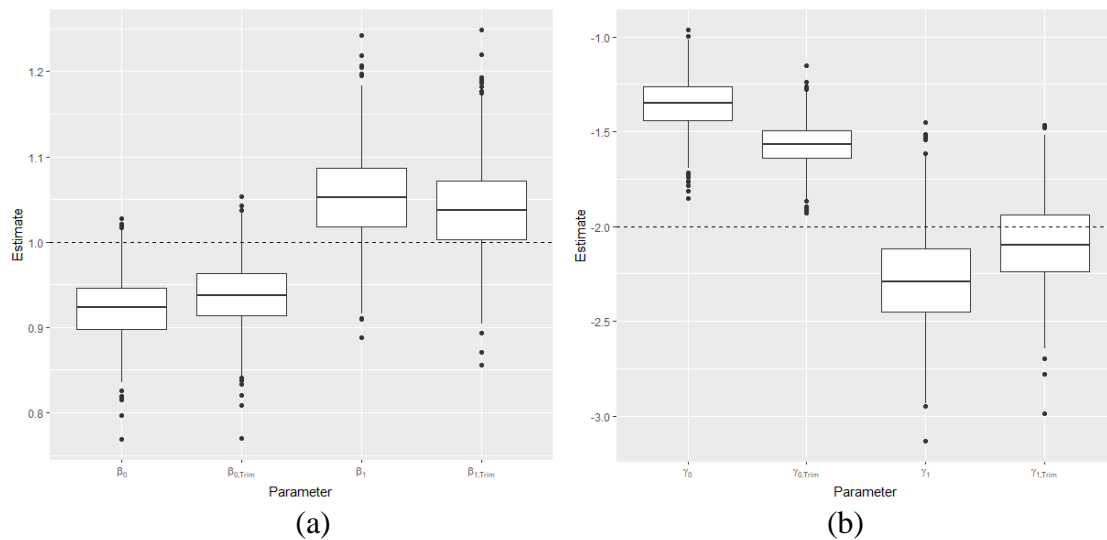 1.2
1.1
1.0
0.9
0.8
Estimate
β₀
β₀,Trim
β₁
β₁,Trim
Parameter
(a)
-1.0
-1.5
-2.0
-2.5
-3.0
Estimate
γ₀
γ₀,Trim
γ₁
γ₁,Trim
Parameter
(b)